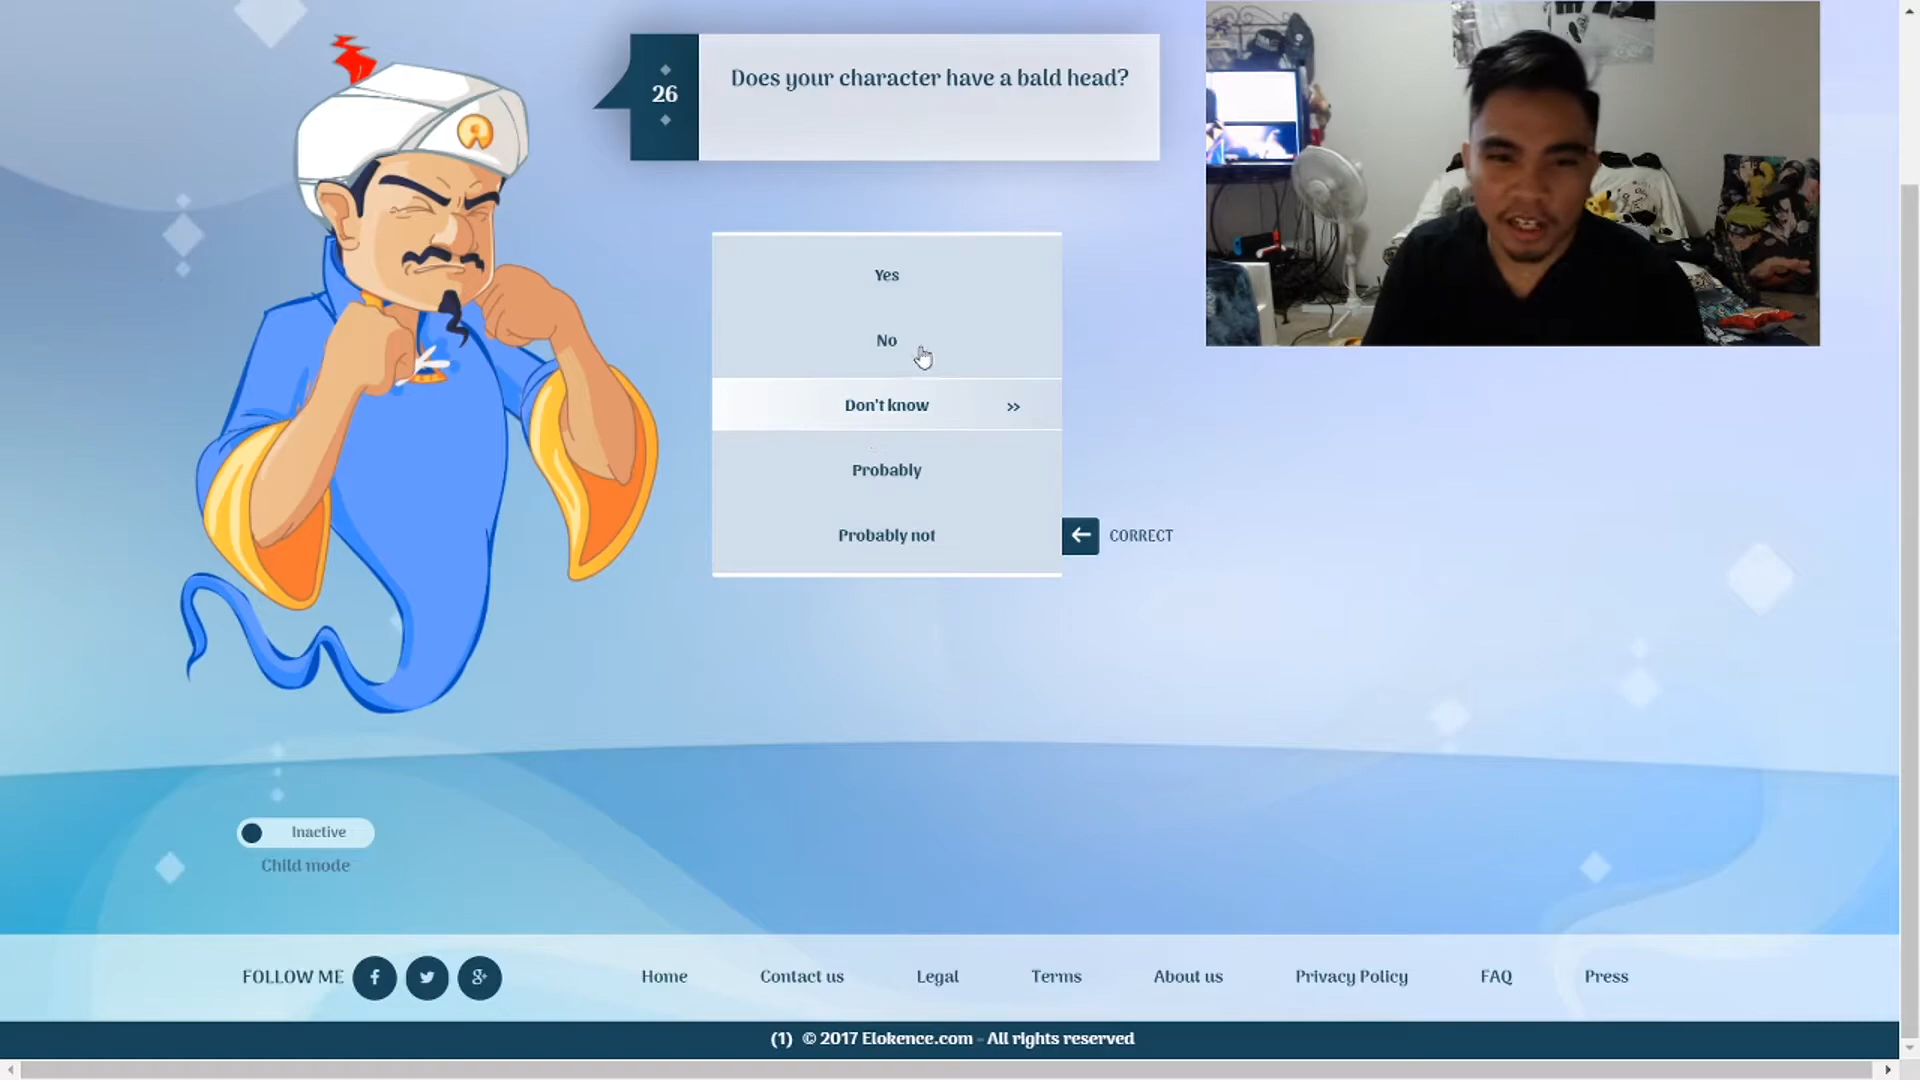 26
Does your character have a bald head?
Yes
No
Don't know >>
Probably
Probably not
CORRECT
Inactive
Child mode
FOLLOW ME
Home
Contact us
Legal
Terms
About us
Privacy Policy
FAQ
Press
(1) © 2017 Elokence.com - All rights reserved